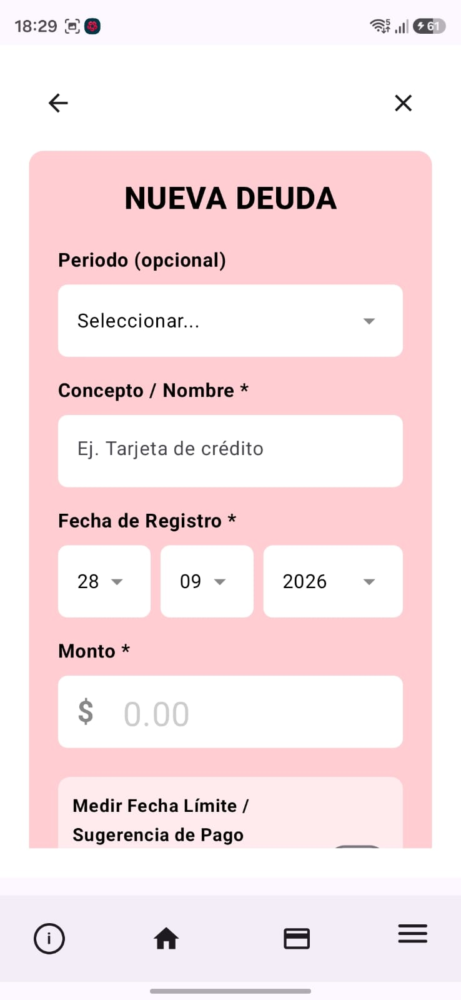 18:29
5
61
NUEVA DEUDA
Periodo (opcional)
Seleccionar...
Concepto / Nombre *
Ej. Tarjeta de crédito
Fecha de Registro *
28 09 2026
Monto *
$ 0.00
Medir Fecha Límite /
Sugerencia de Pago
i